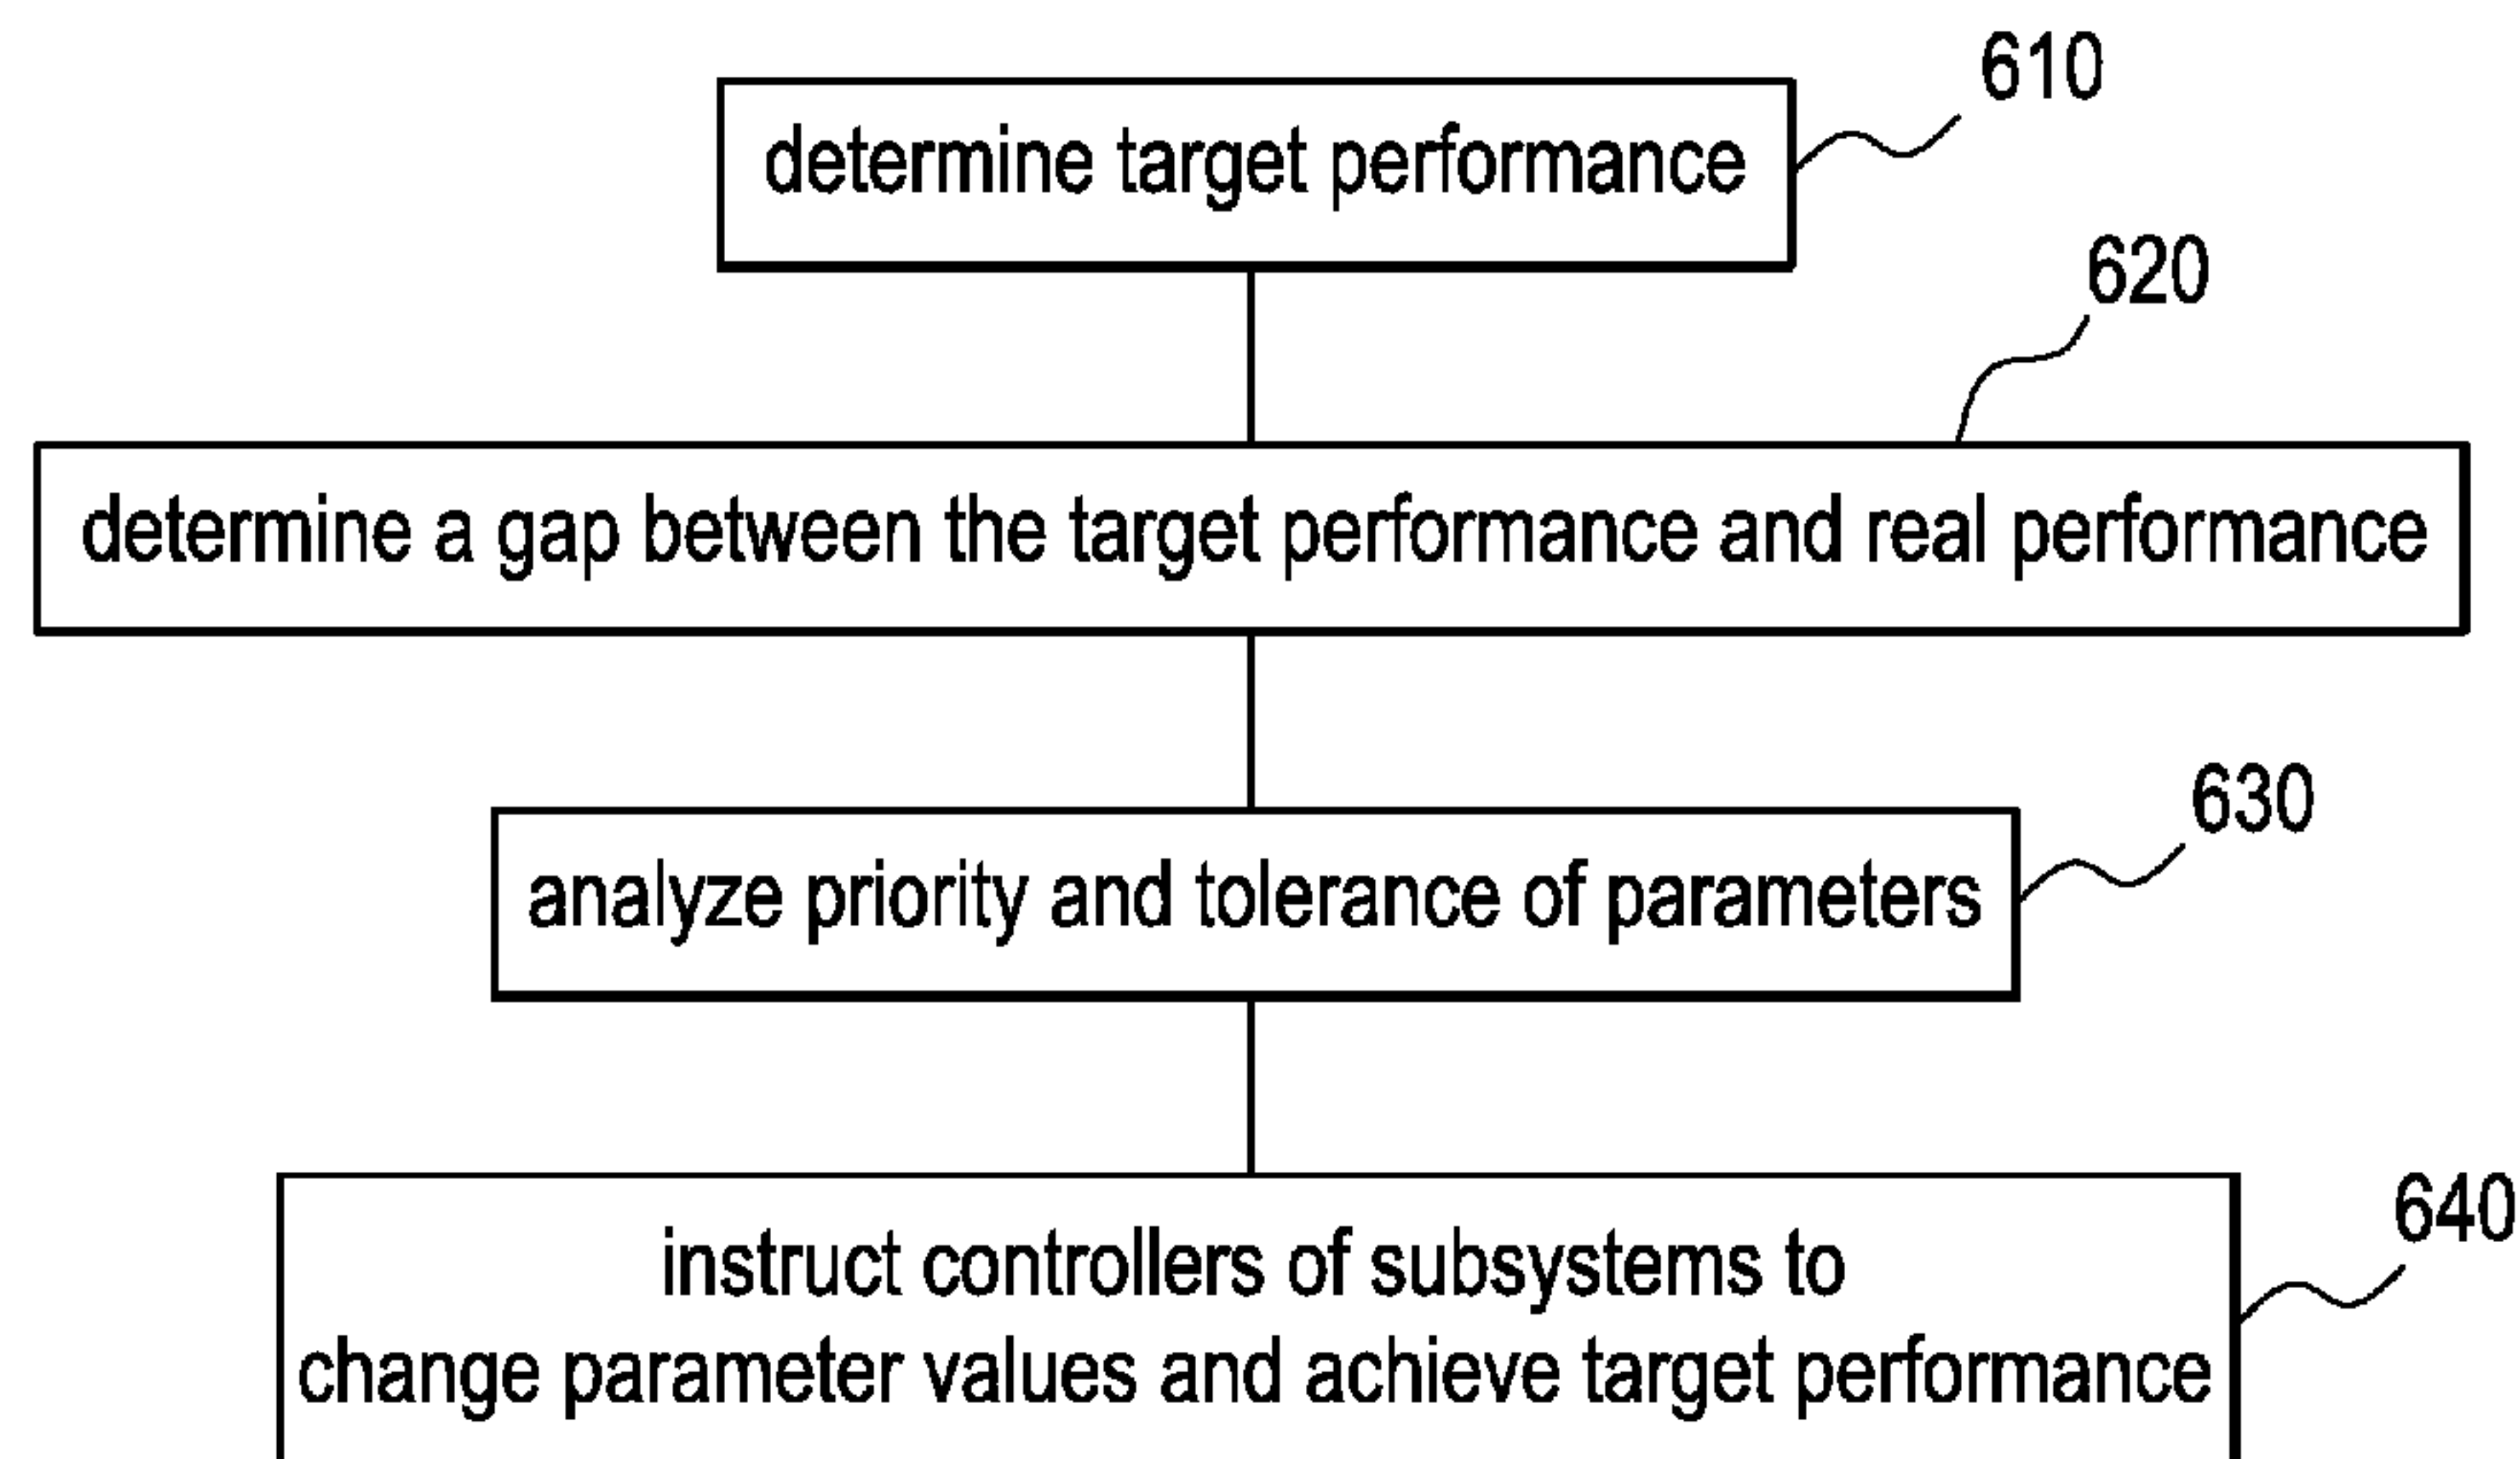 610
determine target performance
620
determine a gap between the target performance and real performance
630
analyze priority and tolerance of parameters
640
instruct controllers of subsystems to
change parameter values and achieve target performance